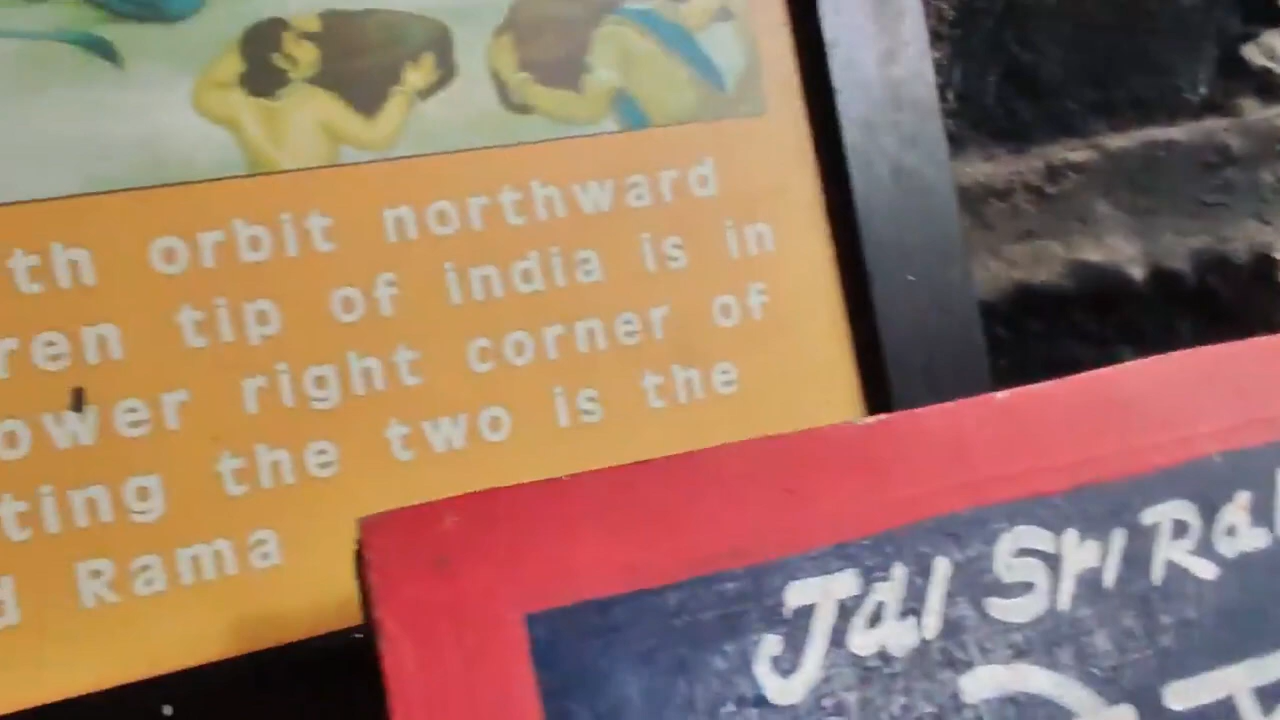 th orbit northward
ren tip of india is in
ower right corner of
ting the two is the
d Rama
Jai Sri Ra